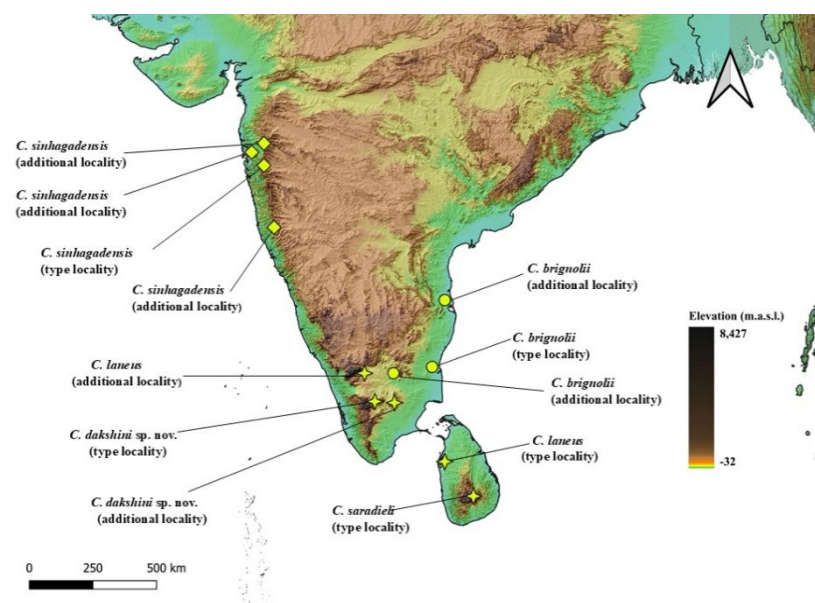 C. sinhagadensis
(additional locality)
C. sinhagadensis
(additional locality)
C. sinhagadensis
(type locality)
C. sinhagadensis
(additional locality)
C. brignolii
(additional locality)
Elevation (m.a.s.l.)
8,427
-32
C. brignolii
(type locality)
C. brignolii
(additional locality)
C. laneus
(additional locality)
C. dakshini sp. nov.
(type locality)
C. laneus
(type locality)
C. dakshini sp. nov.
(additional locality)
C. saradieli
(type locality)
0 250 500 km